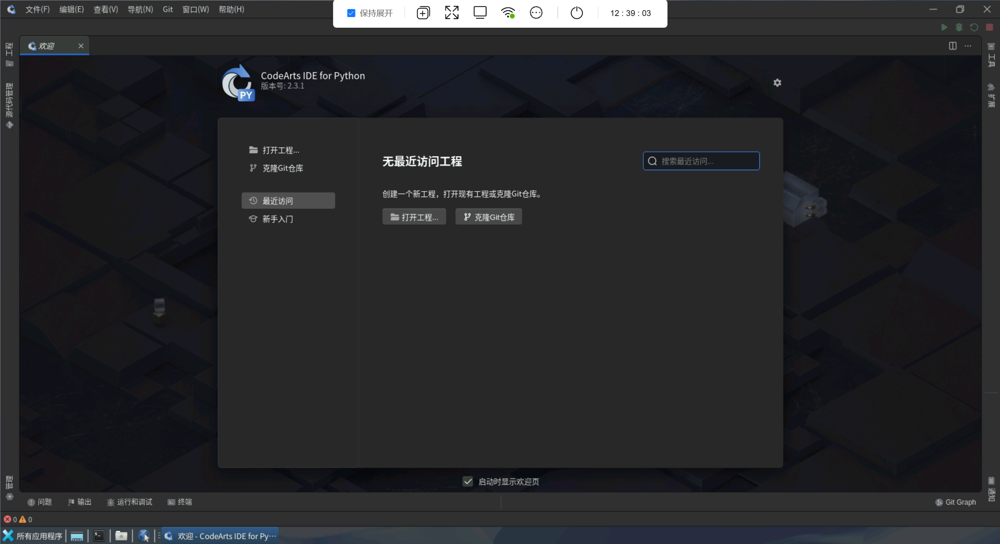 文件(F) 编辑(E) 查看(V) 导航(N) Git 窗口(W) 帮助(H)
保持展开
12 : 39 : 03
欢迎
工程
源代码管理
管理
工具
扩展
通知
CodeArts IDE for Python
版本号: 2.3.1
PY
打开工程...
克隆Git仓库
最近访问
新手入门
无最近访问工程
搜索最近访问...
创建一个新工程，打开现有工程或克隆Git仓库。
打开工程... 克隆Git仓库
启动时显示欢迎页
问题 输出 运行和调试 终端 Git Graph
0 0
所有应用程序 欢迎 - CodeArts IDE for Py···